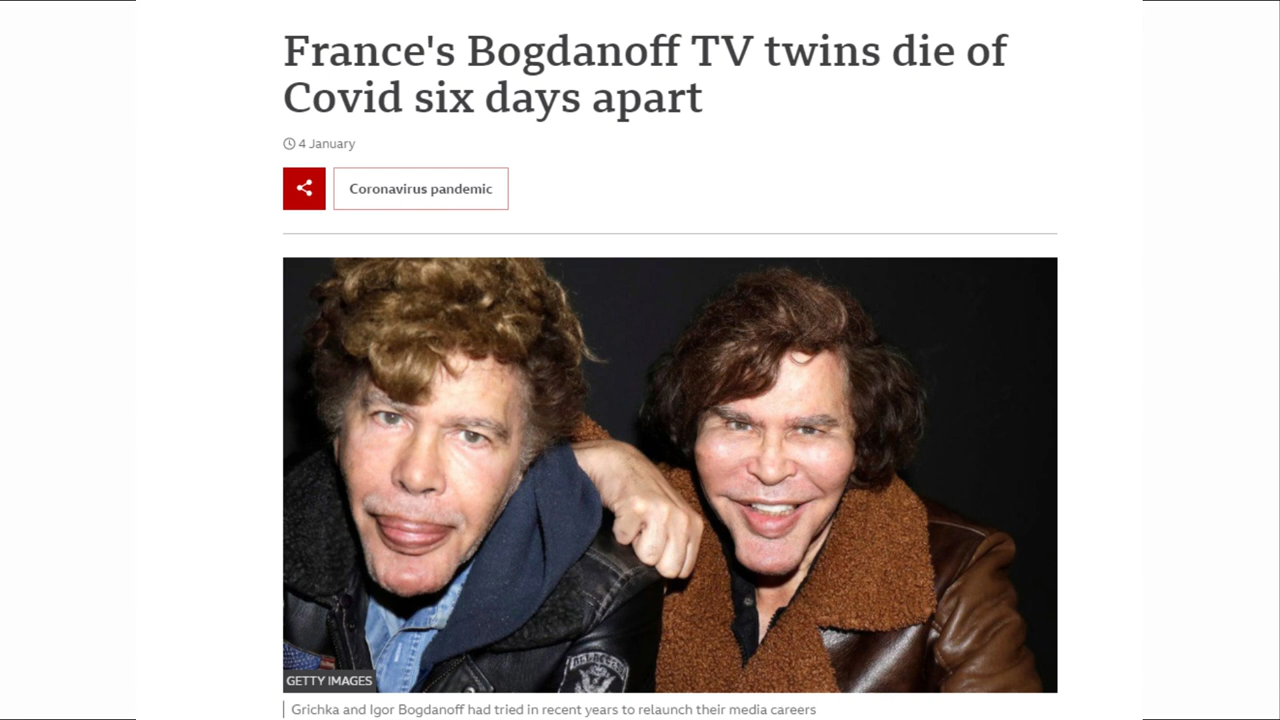 France's Bogdanoff TV twins die of
Covid six days apart
4 January
Coronavirus pandemic
GETTY IMAGES
Grichka and Igor Bogdanoff had tried in recent years to relaunch their media careers